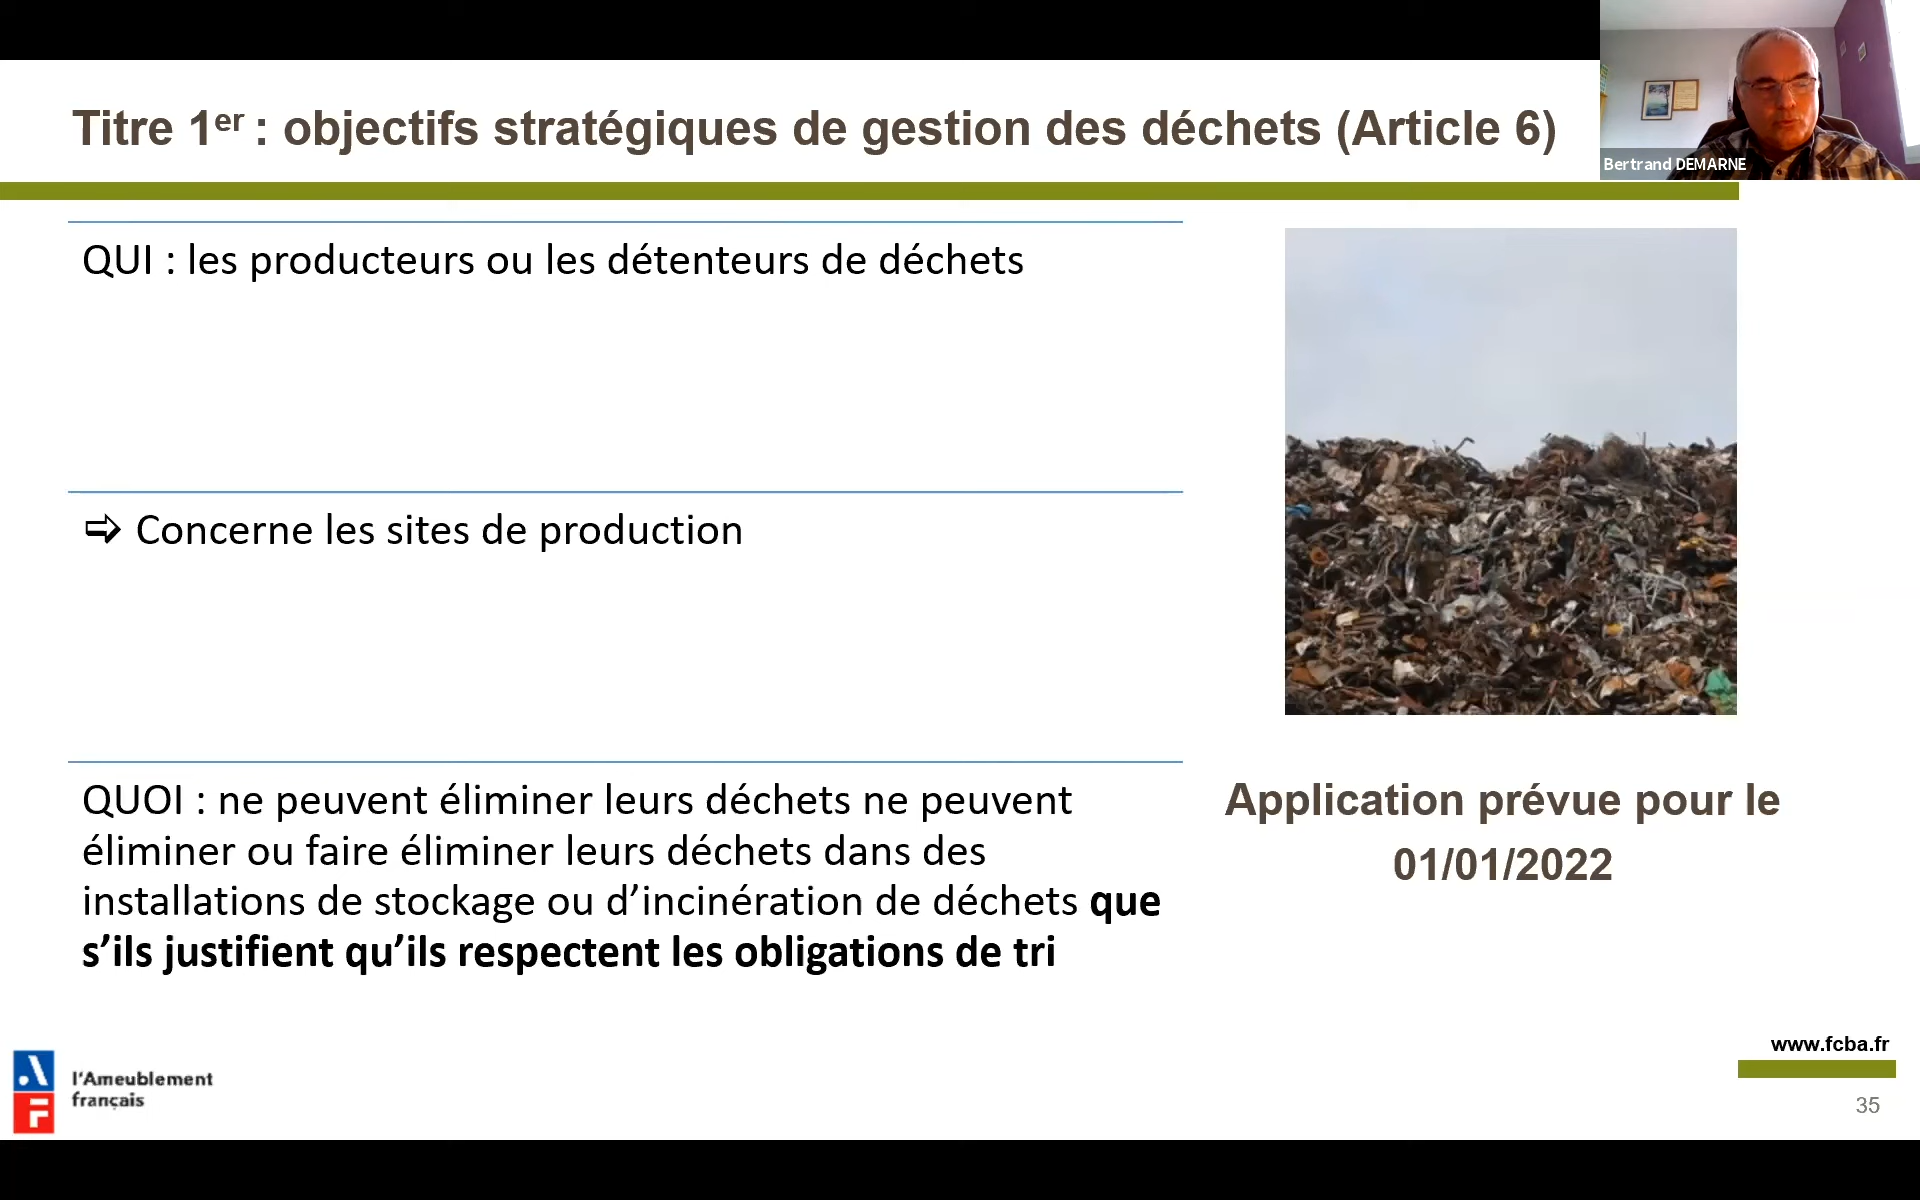 Titre 1er : objectifs stratégiques de gestion des déchets (Article 6)
Bertrand DEMARNE
QUI : les producteurs ou les détenteurs de déchets
⇨ Concerne les sites de production
QUOI : ne peuvent éliminer leurs déchets ne peuvent
éliminer ou faire éliminer leurs déchets dans des
installations de stockage ou d’incinération de déchets que
s’ils justifient qu’ils respectent les obligations de tri
Application prévue pour le
01/01/2022
www.fcba.fr
35
AF
l'Ameublement
français